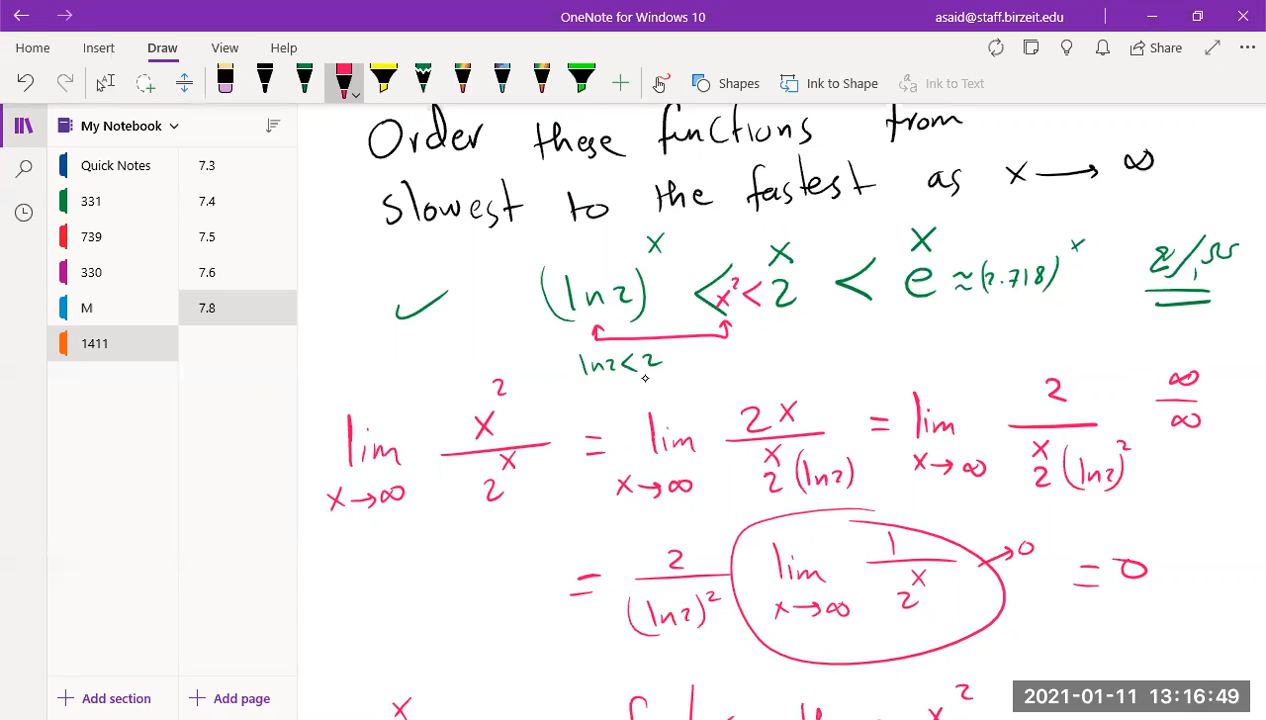 OneNote for Windows 10
asaid@staff.birzeit.edu
Home Insert Draw View Help
Share
Shapes Ink to Shape Ink to Text
My Notebook
Quick Notes 7.3
331 7.4
739 7.5
330 7.6
M 7.8
1411
Add section Add page
Order these functions from
slowest to the fastest as x → ∞
✓ (ln2)^x < x^2 < 2^x < e^x ≈ (2.718)^x
ln2 < 2
lim x→∞ x^2 / 2^x = lim x→∞ 2x / 2^x (ln2) = lim x→∞ 2 / 2^x (ln2)^2 ∞/∞
= 2 / (ln2)^2 lim x→∞ 1 / 2^x → 0 = 0
2021-01-11 13:16:49